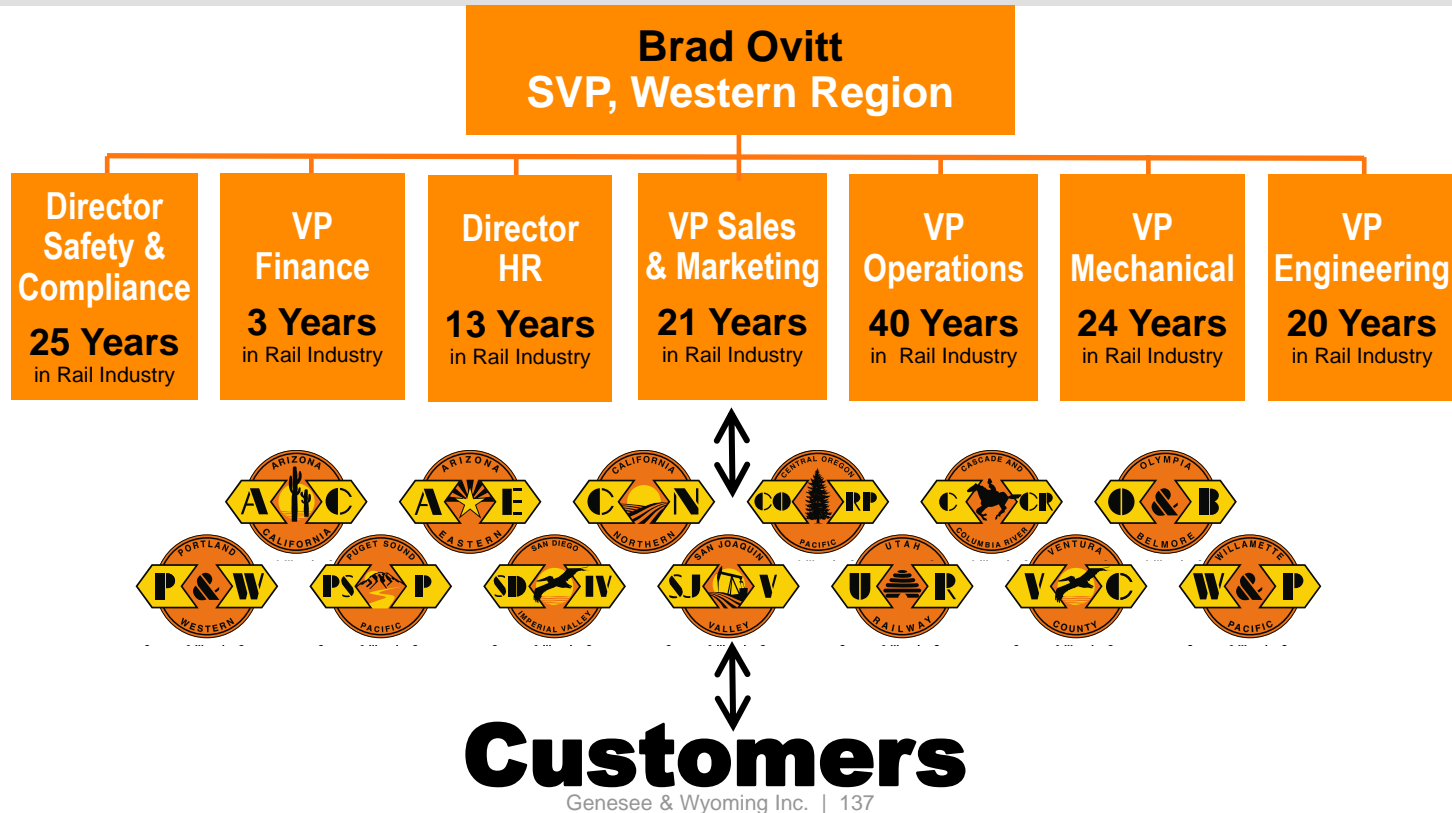 Brad Ovitt
SVP, Western Region
Director
Safety &
Compliance
25 Years
in Rail Industry
VP
Finance
3 Years
in Rail Industry
Director
HR
13 Years
in Rail Industry
VP Sales
& Marketing
21 Years
in Rail Industry
VP
Operations
40 Years
in Rail Industry
VP
Mechanical
24 Years
in Rail Industry
VP
Engineering
20 Years
in Rail Industry
ARIZONA
A C
CALIFORNIA
ARIZONA
A E
EASTERN
CALIFORNIA
C N
NORTHERN
CENTRAL OREGON
CO RP
PACIFIC
CASCADE AND
C CR
COLUMBIA RIVER
OLYMPIA
O & B
BELMORE
PORTLAND
P & W
WESTERN
PUGET SOUND
PS P
PACIFIC
SAN DIEGO
SD IV
IMPERIAL VALLEY
SAN JOAQUIN
SJ V
VALLEY
UTAH
U R
RAILWAY
VENTURA
V C
COUNTY
WILLAMETTE
W & P
PACIFIC
Customers
Genesee & Wyoming Inc. | 137